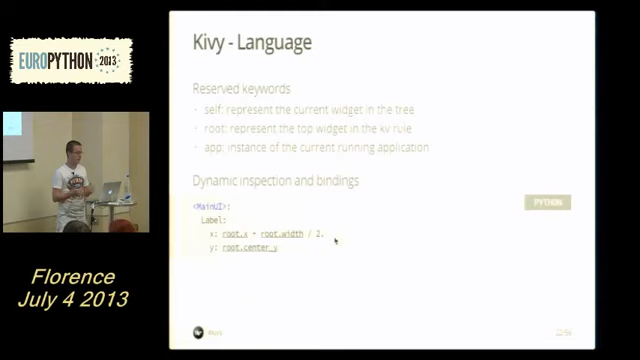 EUROPYTHON 2013
Florence
July 4 2013
Kivy - Language
Reserved keywords
· self: represent the current widget in the tree
· root: represent the top widget in the kv rule
· app: instance of the current running application
Dynamic inspection and bindings
PYTHON
<MainUI>:
Label:
x: root.x + root.width / 2.
y: root.center_y